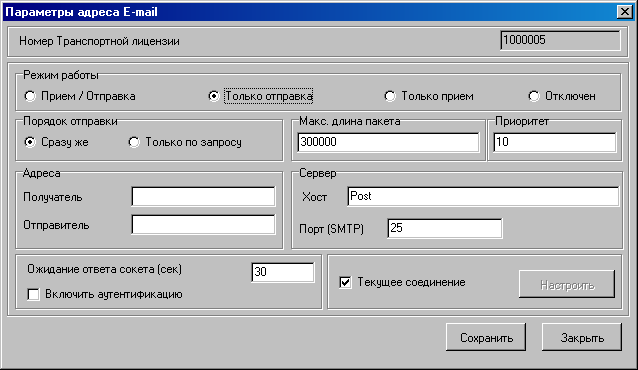 Параметры адреса E-mail
Номер Транспортной лицензии 1000005
Режим работы
Прием / Отправка Только отправка Только прием Отключен
Порядок отправки Макс. длина пакета Приоритет
Сразу же Только по запросу 300000 10
Адреса Сервер
Получатель Хост Post
Отправитель Порт (SMTP) 25
Ожидание ответа сокета (сек) 30 Текущее соединение Настроить
Включить аутентификацию
Сохранить Закрыть